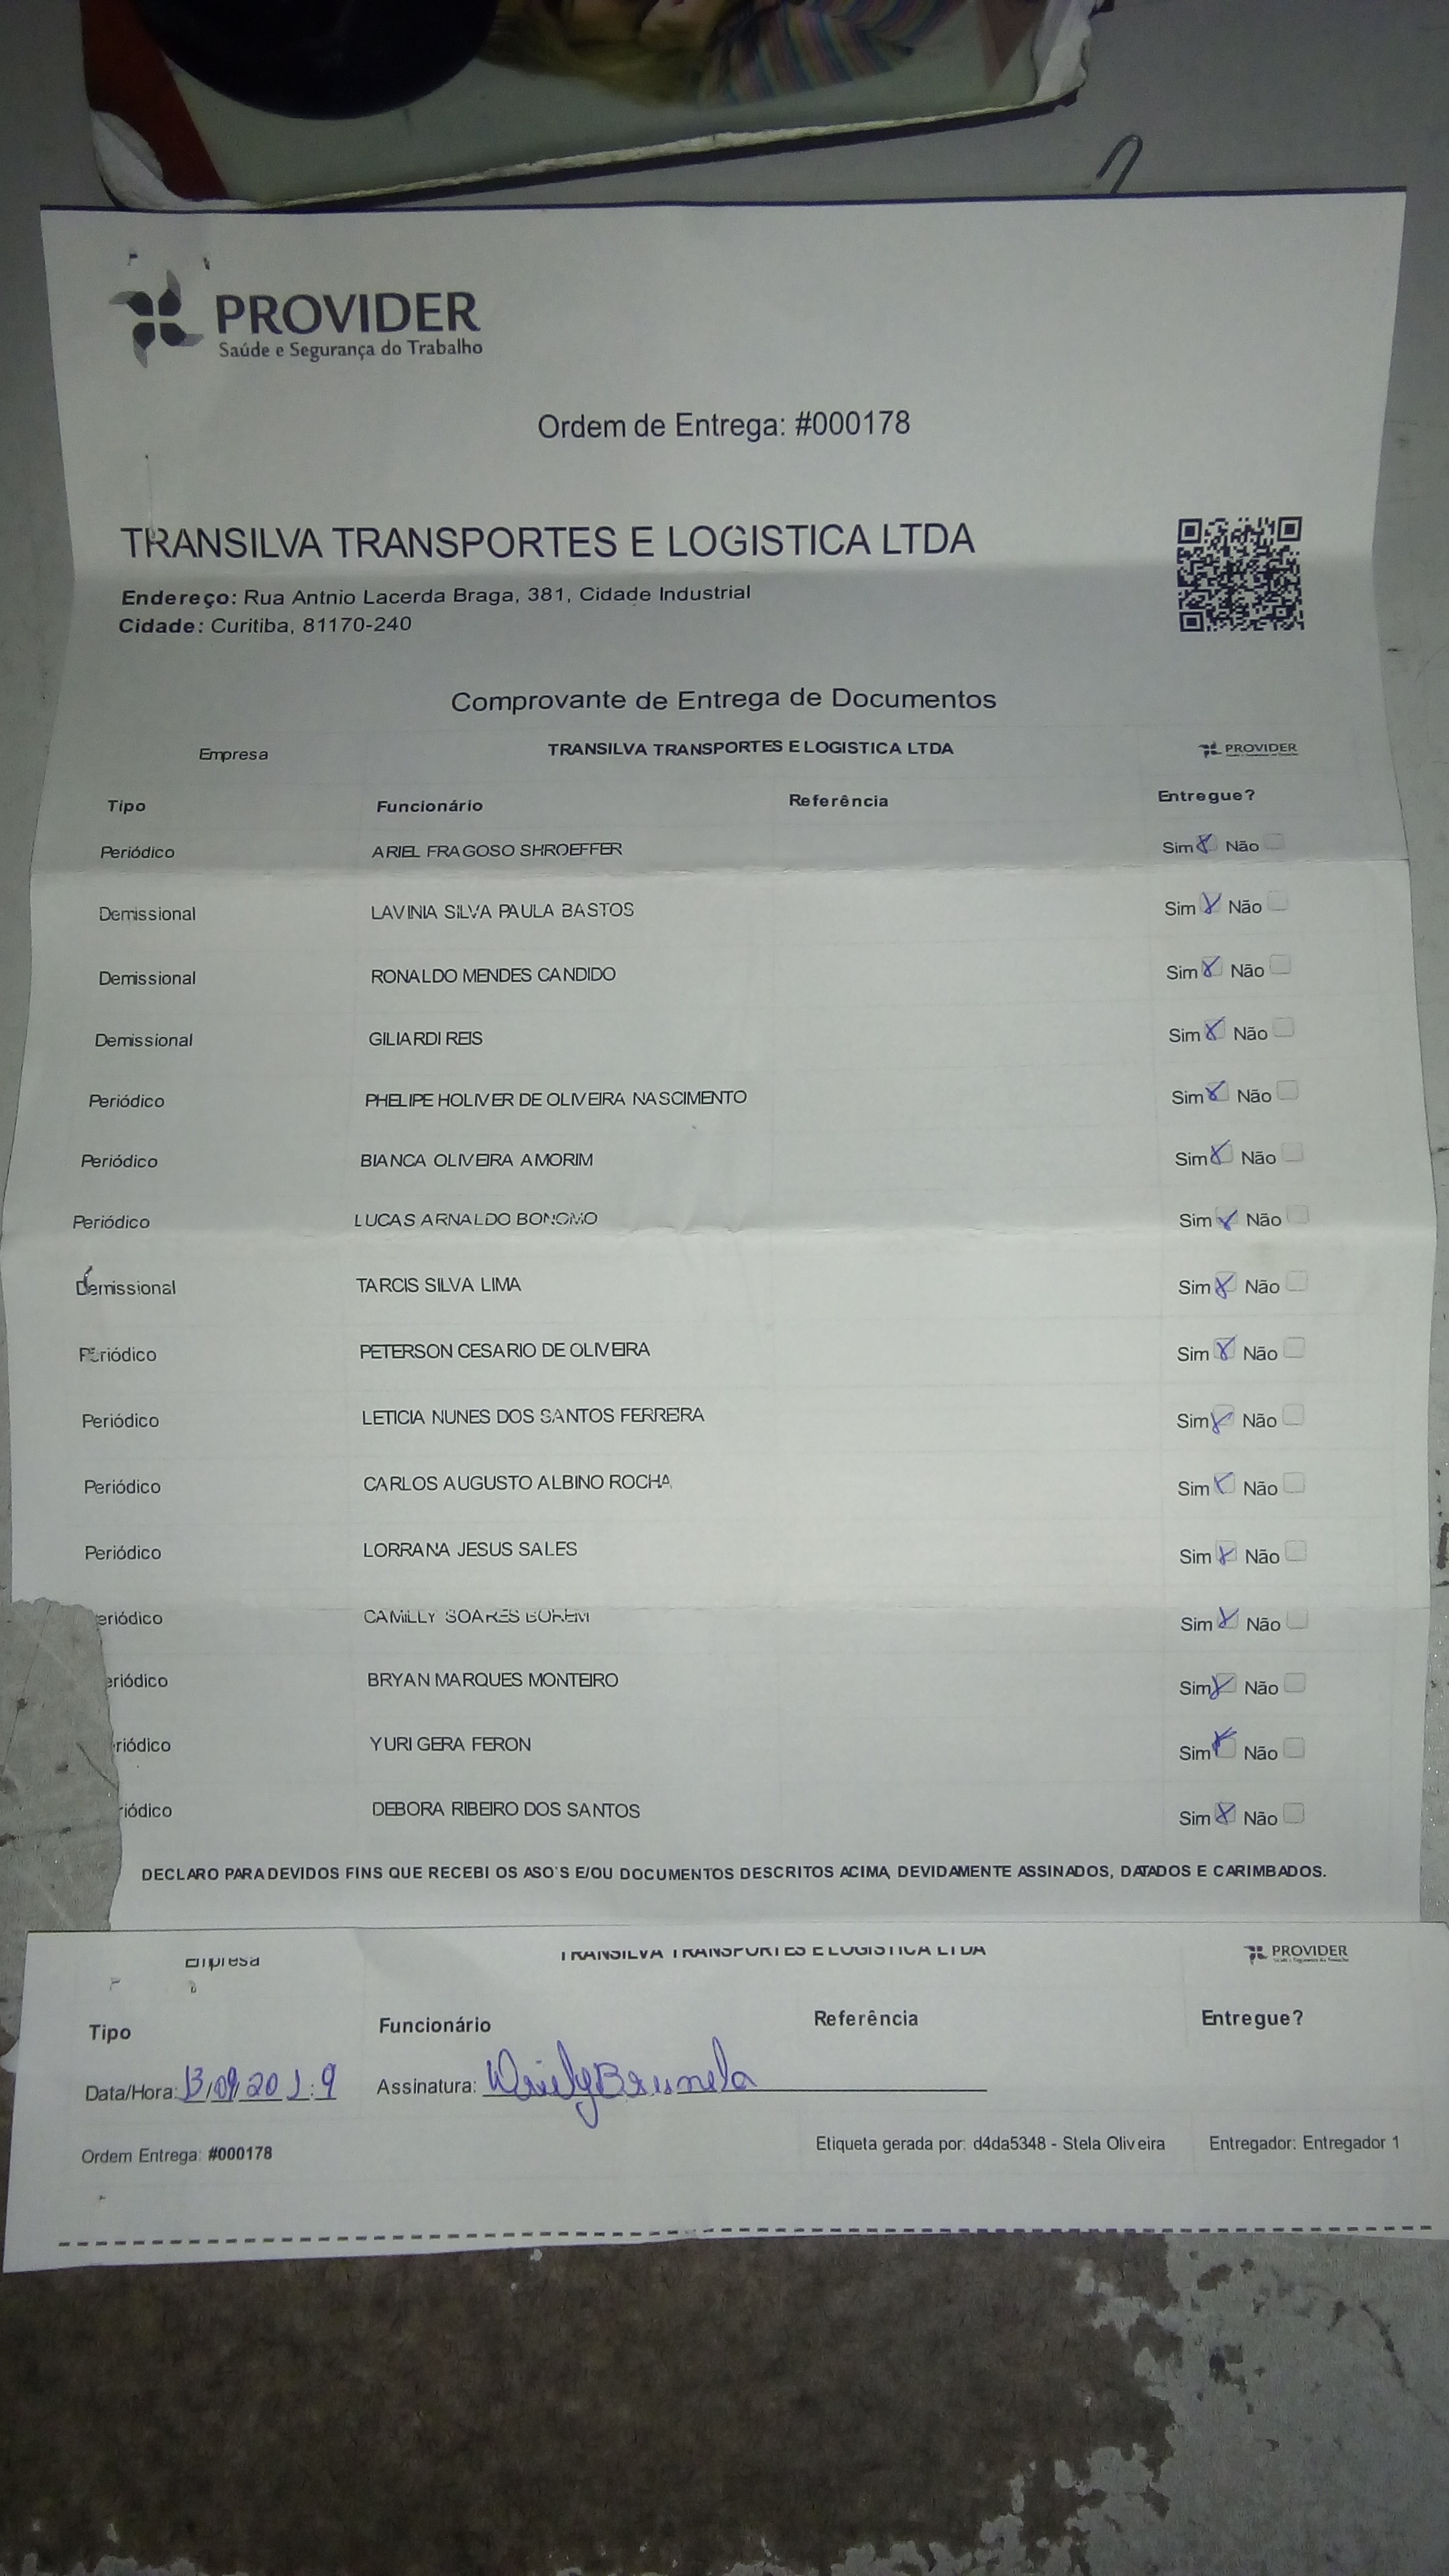 PROVIDER
Saúde e Segurança do Trabalho
Ordem de Entrega: #000178
TRANSILVA TRANSPORTES E LOGISTICA LTDA
Endereço: Rua Antnio Lacerda Braga, 381, Cidade Industrial
Cidade: Curitiba, 81170-240
Comprovante de Entrega de Documentos
Empresa TRANSILVA TRANSPORTES E LOGISTICA LTDA PROVIDER
Tipo Funcionário Referência Entregue?
Periódico ARIEL FRAGOSO SHROEFFER Sim Não
Demissional LAVINIA SILVA PAULA BASTOS Sim Não
Demissional RONALDO MENDES CANDIDO Sim Não
Demissional GILIARDI REIS Sim Não
Periódico PHELIPE HOLIVER DE OLIVEIRA NASCIMENTO Sim Não
Periódico BIANCA OLIVEIRA AMORIM Sim Não
Periódico LUCAS ARNALDO BONOMO Sim Não
Demissional TARCIS SILVA LIMA Sim Não
Periódico PETERSON CESARIO DE OLIVEIRA Sim Não
Periódico LETICIA NUNES DOS SANTOS FERREIRA Sim Não
Periódico CARLOS AUGUSTO ALBINO ROCHA Sim Não
Periódico LORRANA JESUS SALES Sim Não
eriódico CAMILLY SOARES BOREM Sim Não
eriódico BRYAN MARQUES MONTEIRO Sim Não
riódico YURI GERA FERON Sim Não
riódico DEBORA RIBEIRO DOS SANTOS Sim Não
DECLARO PARA DEVIDOS FINS QUE RECEBI OS ASO'S E/OU DOCUMENTOS DESCRITOS ACIMA, DEVIDAMENTE ASSINADOS, DATADOS E CARIMBADOS.
Empresa TRANSILVA TRANSPORTES E LOGISTICA LTDA PROVIDER
Tipo Funcionário Referência Entregue?
Data/Hora: 13/09/20 Assinatura:
Ordem Entrega: #000178 Etiqueta gerada por: d4da5348 - Stela Oliveira Entregador: Entregador 1